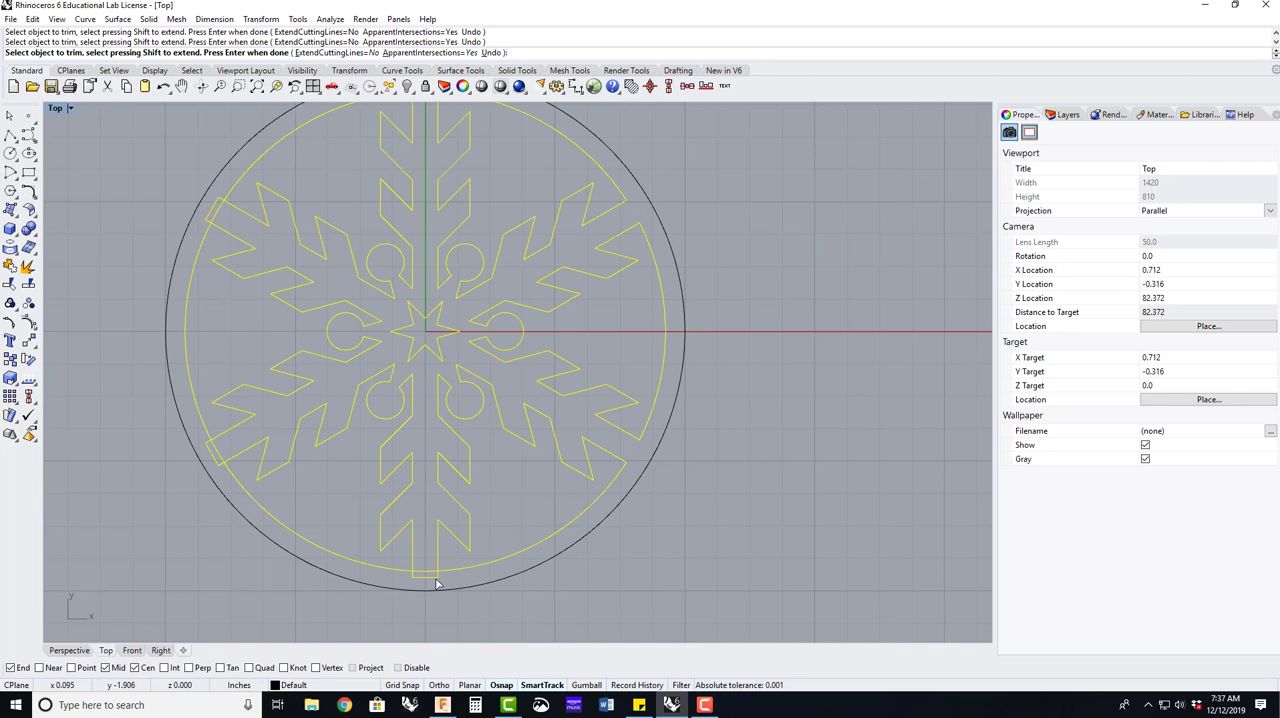 Rhinoceros 6 Educational Lab License - [Top]
File Edit View Curve Surface Solid Mesh Dimension Transform Tools Analyze Render Panels Help
Select object to trim, select pressing Shift to extend. Press Enter when done ( ExtendCuttingLines=No ApparentIntersections=Yes Undo ):
Select object to trim, select pressing Shift to extend. Press Enter when done ( ExtendCuttingLines=No ApparentIntersections=Yes Undo ):
Select object to trim, select pressing Shift to extend. Press Enter when done ( ExtendCuttingLines=No ApparentIntersections=Yes Undo ):
Standard CPlanes Set View Display Select Viewport Layout Visibility Transform Curve Tools Surface Tools Solid Tools Mesh Tools Render Tools Drafting New in V6
TEXT
Top
Prope... Layers Rend... Mater... Librari... Help
Viewport
Title Top
Width 1420
Height 810
Projection Parallel
Camera
Lens Length 50.0
Rotation 0.0
X Location 0.712
Y Location -0.316
Z Location 82.372
Distance to Target 82.372
Location Place...
Target
X Target 0.712
Y Target -0.316
Z Target 0.0
Location Place...
Wallpaper
Filename (none) ...
Show
Gray
y
x
Perspective Top Front Right
End Near Point Mid Cen Int Perp Tan Quad Knot Vertex Project Disable
CPlane x 0.095 y -1.906 z 0.000 Inches Default Grid Snap Ortho Planar Osnap SmartTrack Gumball Record History Filter Absolute tolerance: 0.001
Type here to search
7:37 AM
12/12/2019